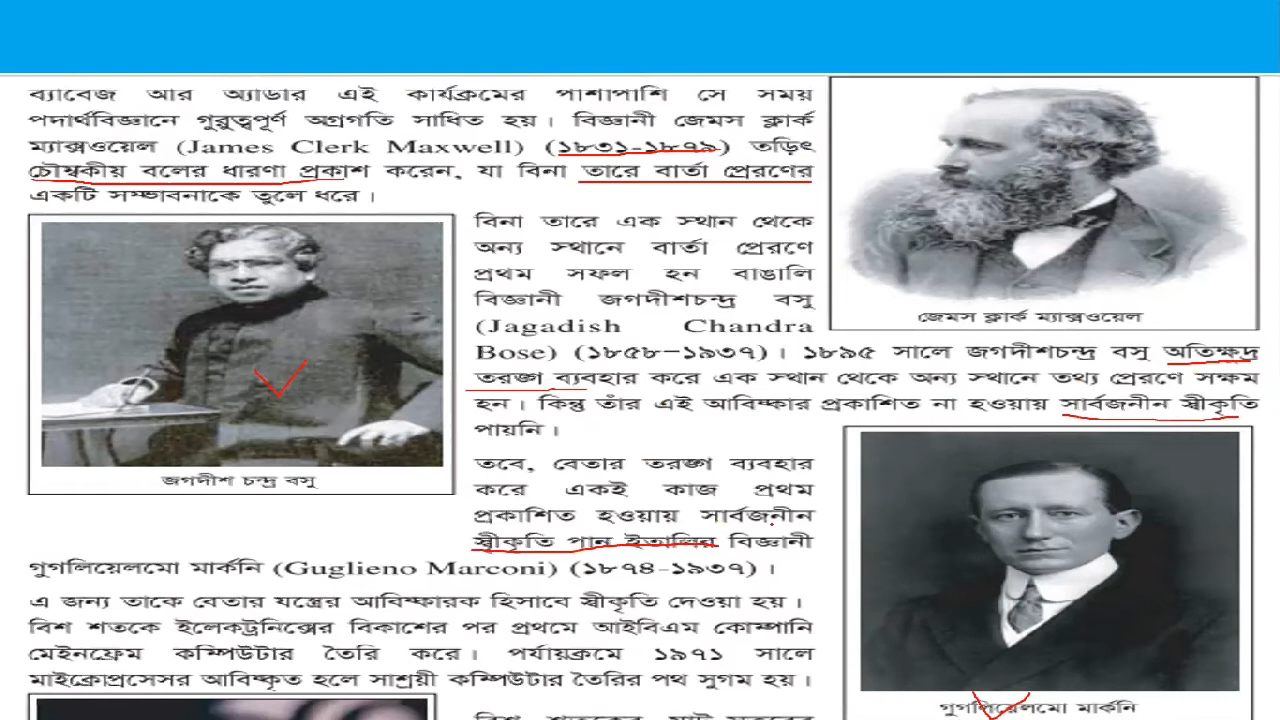 ব্যাবেজ আর অ্যাডার এই কার্যক্রমের পাশাপাশি সে সময়
পদার্থবিজ্ঞানে গুরুত্বপূর্ণ অগ্রগতি সাধিত হয়। বিজ্ঞানী জেমস ক্লার্ক
ম্যাক্সওয়েল (James Clerk Maxwell) (১৮৩১-১৮৭৯) তড়িৎ
চৌম্বকীয় বলের ধারণা প্রকাশ করেন, যা বিনা তারে বার্তা প্রেরণের
একটি সম্ভাবনাকে তুলে ধরে।
জেমস ক্লার্ক ম্যাক্সওয়েল
বিনা তারে এক স্থান থেকে
অন্য স্থানে বার্তা প্রেরণে
প্রথম সফল হন বাঙালি
বিজ্ঞানী জগদীশচন্দ্র বসু
(Jagadish Chandra
Bose) (১৮৫৮–১৯৩৭)। ১৮৯৫ সালে জগদীশচন্দ্র বসু অতিক্ষুদ্র
তরঙ্গ ব্যবহার করে এক স্থান থেকে অন্য স্থানে তথ্য প্রেরণে সক্ষম
হন। কিন্তু তাঁর এই আবিষ্কার প্রকাশিত না হওয়ায় সার্বজনীন স্বীকৃতি
পায়নি।
জগদীশ চন্দ্র বসু
তবে, বেতার তরঙ্গ ব্যবহার
করে একই কাজ প্রথম
প্রকাশিত হওয়ায় সার্বজনীন
স্বীকৃতি পান ইতালির বিজ্ঞানী
গুগলিয়েলমো মার্কনি (Guglieno Marconi) (১৮৭৪-১৯৩৭)।
এ জন্য তাকে বেতার যন্ত্রের আবিষ্কারক হিসাবে স্বীকৃতি দেওয়া হয়।
বিশ শতকে ইলেকট্রনিক্সের বিকাশের পর প্রথমে আইবিএম কোম্পানি
মেইনফ্রেম কম্পিউটার তৈরি করে। পর্যায়ক্রমে ১৯৭১ সালে
মাইক্রোপ্রসেসর আবিষ্কৃত হলে সাশ্রয়ী কম্পিউটার তৈরির পথ সুগম হয়।
গুগলিয়েলমো মার্কনি